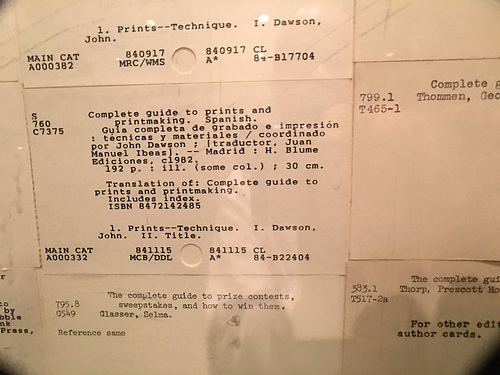 1. Prints--Technique. I. Dawson,
John.
MAIN CAT 840917 840917 CL
A000382 MRC/WMS A* 84-B17704
S
760
C7375
Complete guide to prints and
printmaking. Spanish.
Guía completa de grabado e impresión
: técnicas y materiales / coordinado
por John Dawson ; [traductor, Juan
Manuel Ibeas]. -- Madrid : H. Blume
Ediciones, c1982.
192 p. : ill. (some col.) ; 30 cm.
Translation of: Complete guide to
prints and printmaking.
Includes index.
ISBN 8472142485
1. Prints--Technique. I. Dawson,
John. II. Title.
MAIN CAT 841115 841115 CL
A000332 MCB/DDL A* 84-B22404
The complete guide to prize contests,
sweepstakes, and how to win them.
795.8
G549 Glasser, Selma.
Reference same
Complete
799.1 Thommen,
T465-1
The complete
383.1 Thorp, Prescott
T517-2a
For other
author cards.
by
Press,